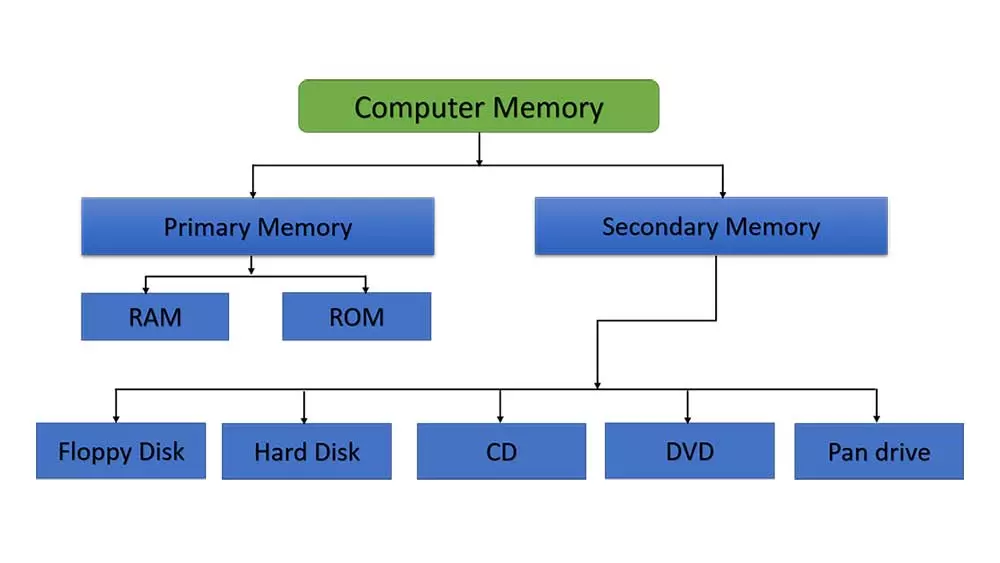 Computer Memory
Primary Memory
Secondary Memory
RAM
ROM
Floppy Disk
Hard Disk
CD
DVD
Pan drive